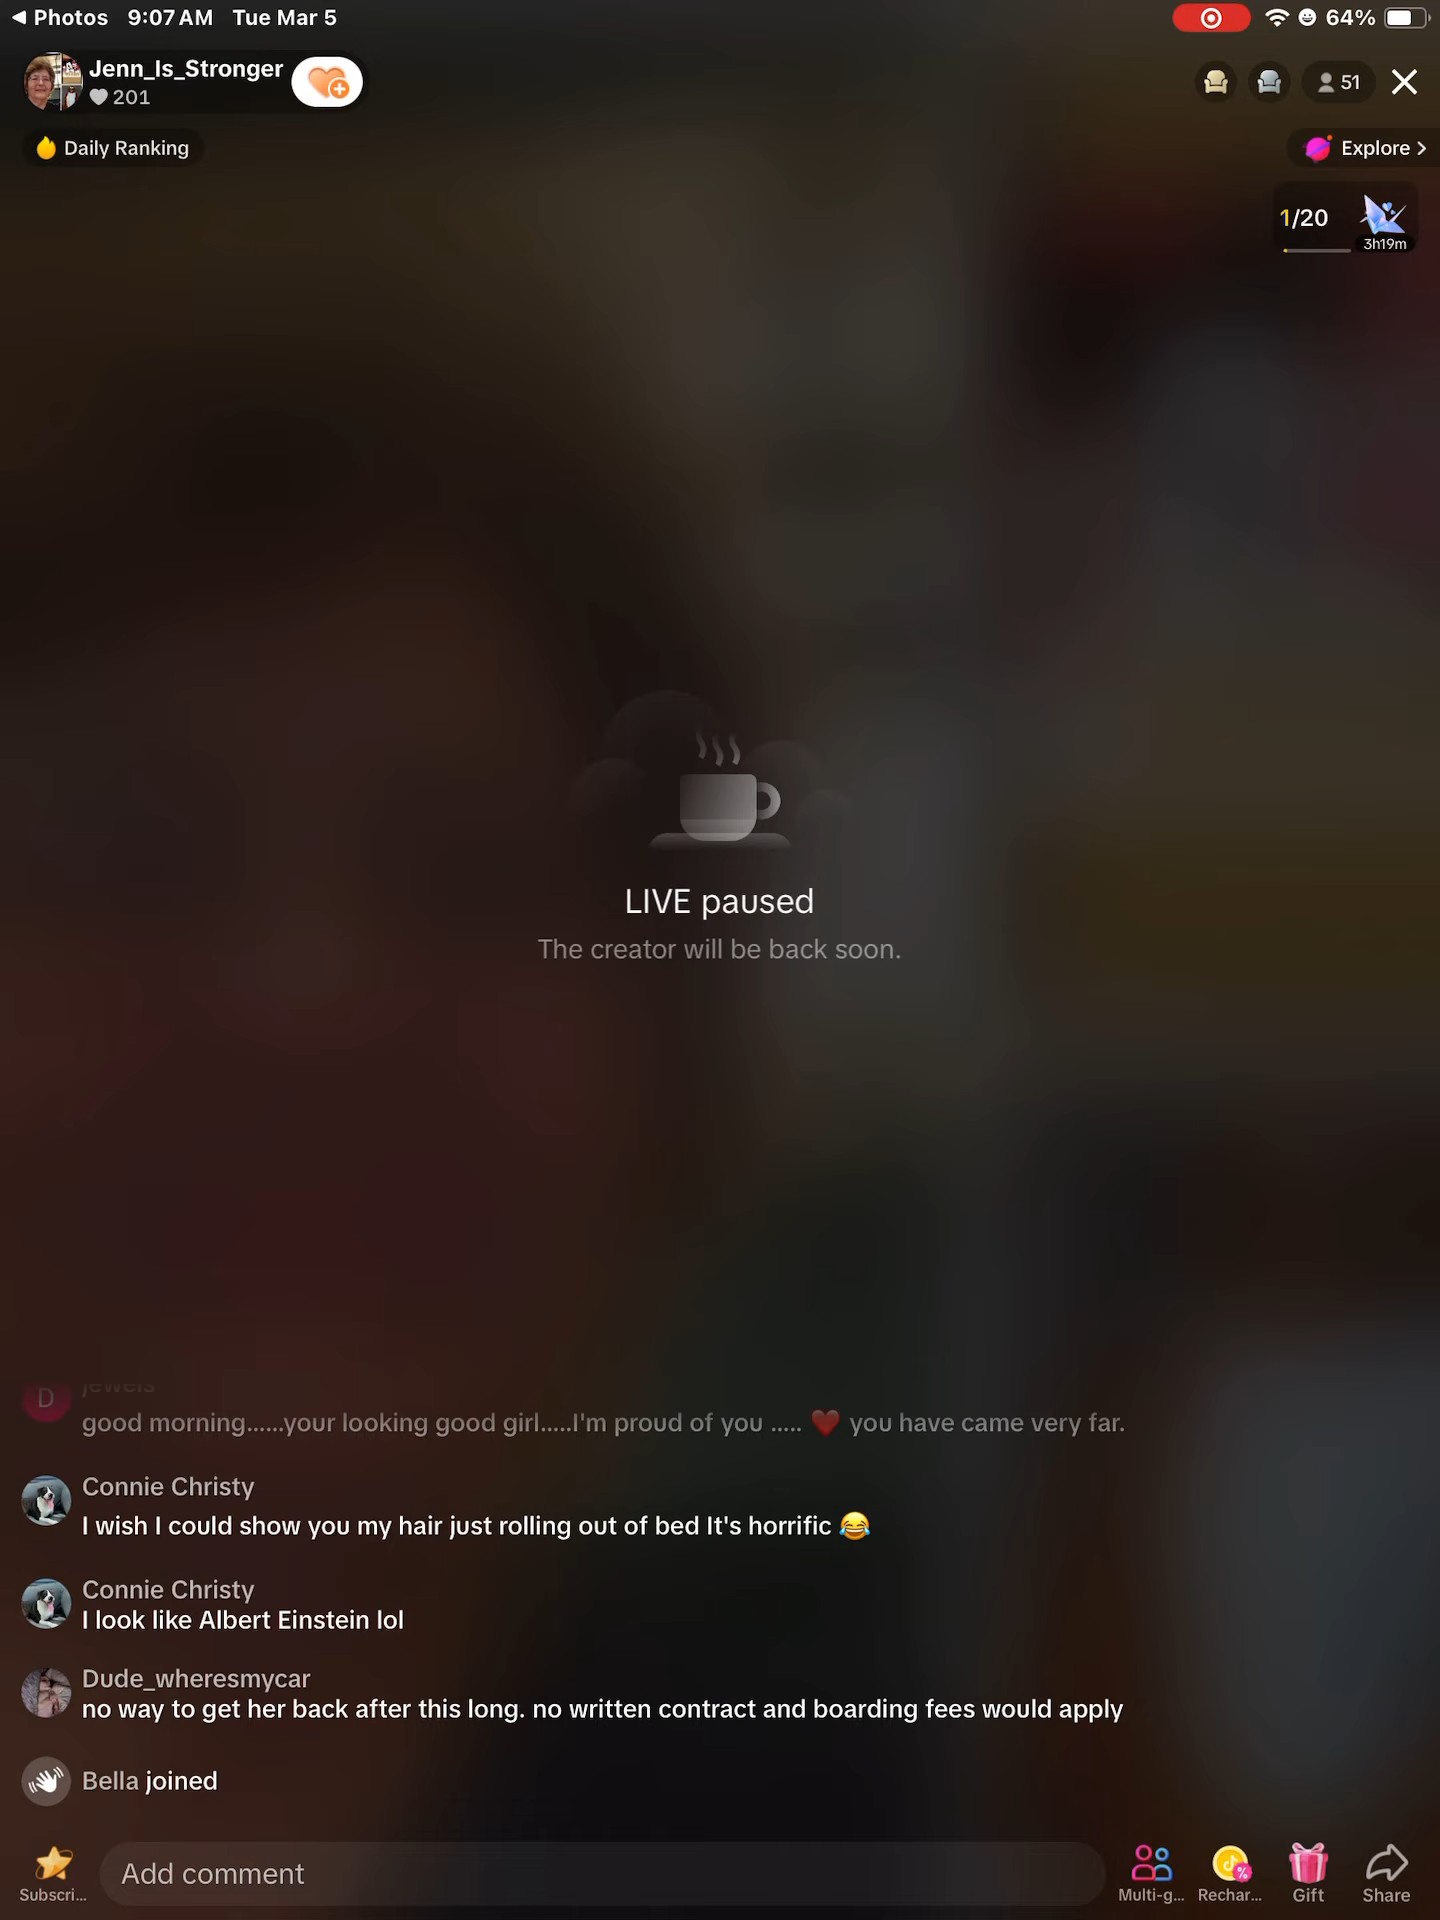 Photos 9:07 AM Tue Mar 5 64%
Jenn_Is_Stronger
201
51
Daily Ranking
Explore
1/20
3h19m
LIVE paused
The creator will be back soon.
jewels
D
good morning......your looking good girl.....I'm proud of you ..... ❤️ you have came very far.
Connie Christy
I wish I could show you my hair just rolling out of bed It's horrific 😂
Connie Christy
I look like Albert Einstein lol
Dude_wheresmycar
no way to get her back after this long. no written contract and boarding fees would apply
Bella joined
Add comment
Subscri...
Multi-g...
Rechar...
Gift
Share